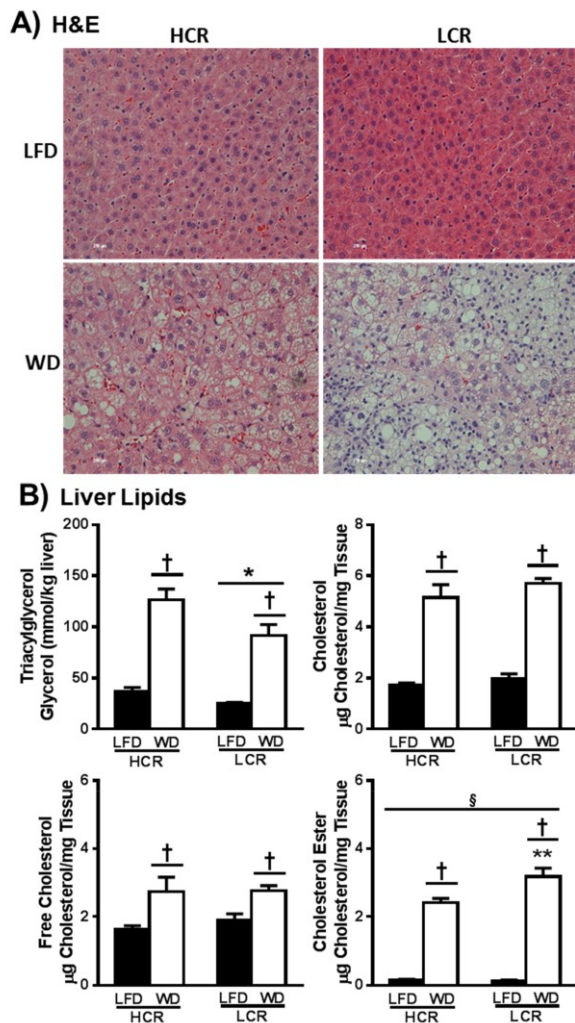 A) H&E
HCR LCR
LFD
WD
B) Liver Lipids
Triacylglycerol
Glycerol (mmol/kg liver)
200
150
100
50
0
†
*
†
LFD WD LFD WD
HCR LCR
Cholesterol
µg Cholesterol/mg Tissue
8
6
4
2
0
†
†
LFD WD LFD WD
HCR LCR
Free Cholesterol
µg Cholesterol/mg Tissue
6
4
2
0
†
†
LFD WD LFD WD
HCR LCR
Cholesterol Ester
µg Cholesterol/mg Tissue
6
4
2
0
§
†
†
**
LFD WD LFD WD
HCR LCR